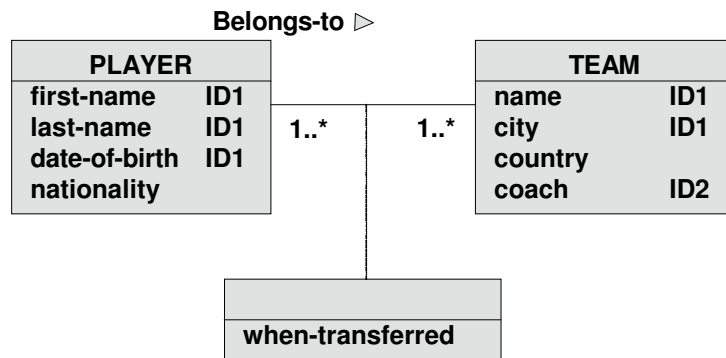 Belongs-to ▷
PLAYER
first-name ID1
last-name ID1
date-of-birth ID1
nationality
1..*
1..*
TEAM
name ID1
city ID1
country
coach ID2
when-transferred